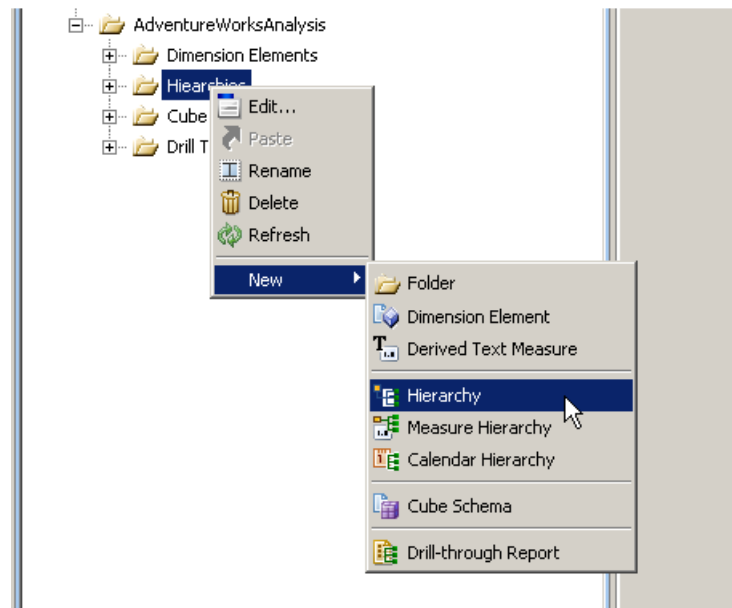 AdventureWorksAnalysis
Dimension Elements
Hiearchies
Edit...
Cube
Paste
Drill T
Rename
Delete
Refresh
New
Folder
Dimension Element
Derived Text Measure
Hierarchy
Measure Hierarchy
Calendar Hierarchy
Cube Schema
Drill-through Report